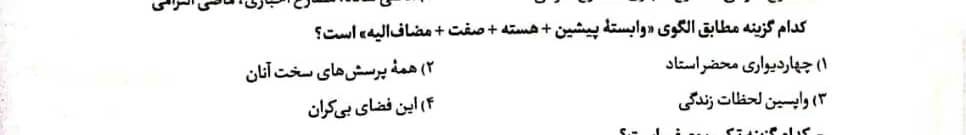 کدام گزینه مطابق الگوی «وابستهٔ پیشین + هسته + صفت + مضاف‌الیه» است؟
۱) چهاردیواری محضر استاد
۲) همهٔ پرسش‌های سخت آنان
۳) واپسین لحظات زندگی
۴) این فضای بی‌کران